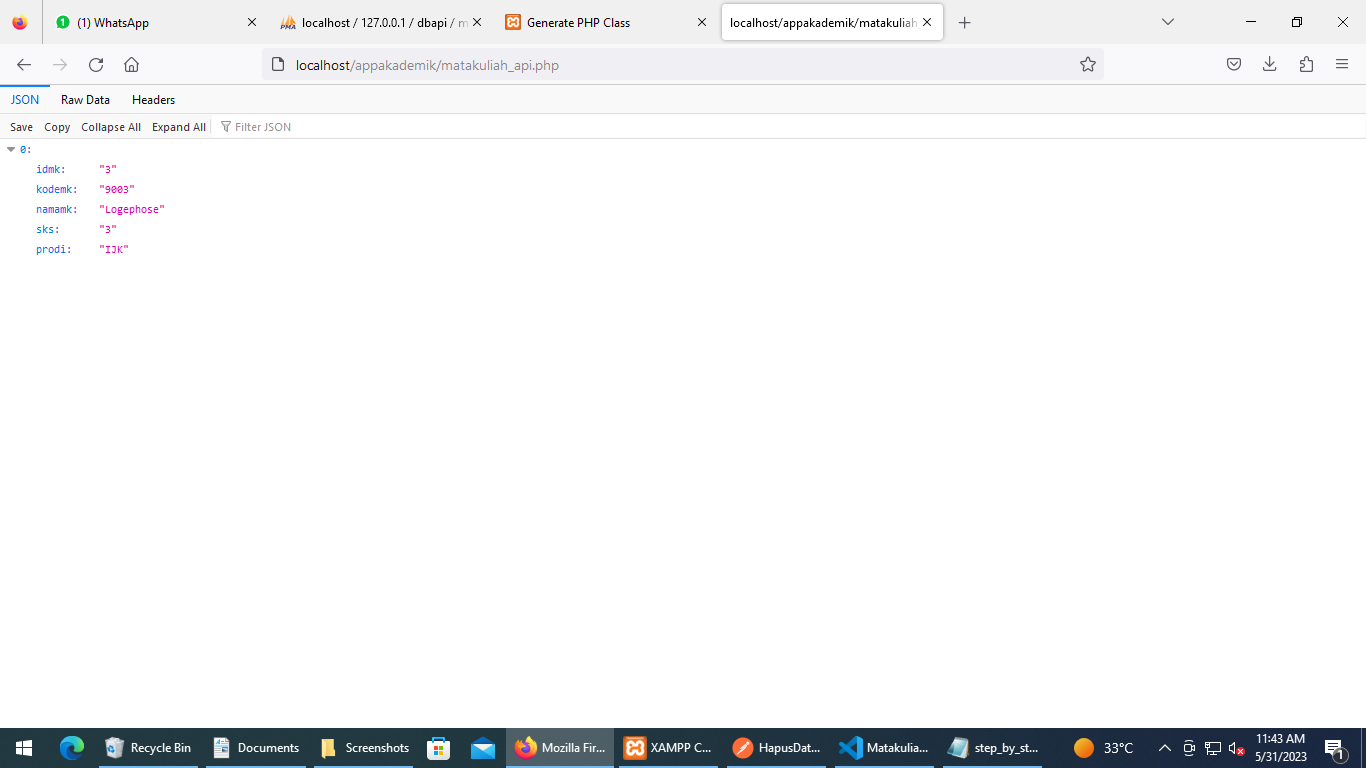 (1) WhatsApp
localhost / 127.0.0.1 / dbapi / m
Generate PHP Class
localhost/appakademik/matakuliah
localhost/appakademik/matakuliah_api.php
JSON Raw Data Headers
Save Copy Collapse All Expand All Filter JSON
0:
idmk: "3"
kodemk: "9003"
namamk: "Logephose"
sks: "3"
prodi: "IJK"
Recycle Bin
Documents
Screenshots
Mozilla Fir...
XAMPP C...
HapusDat...
Matakulia...
step_by_st...
33°C
11:43 AM
5/31/2023
1